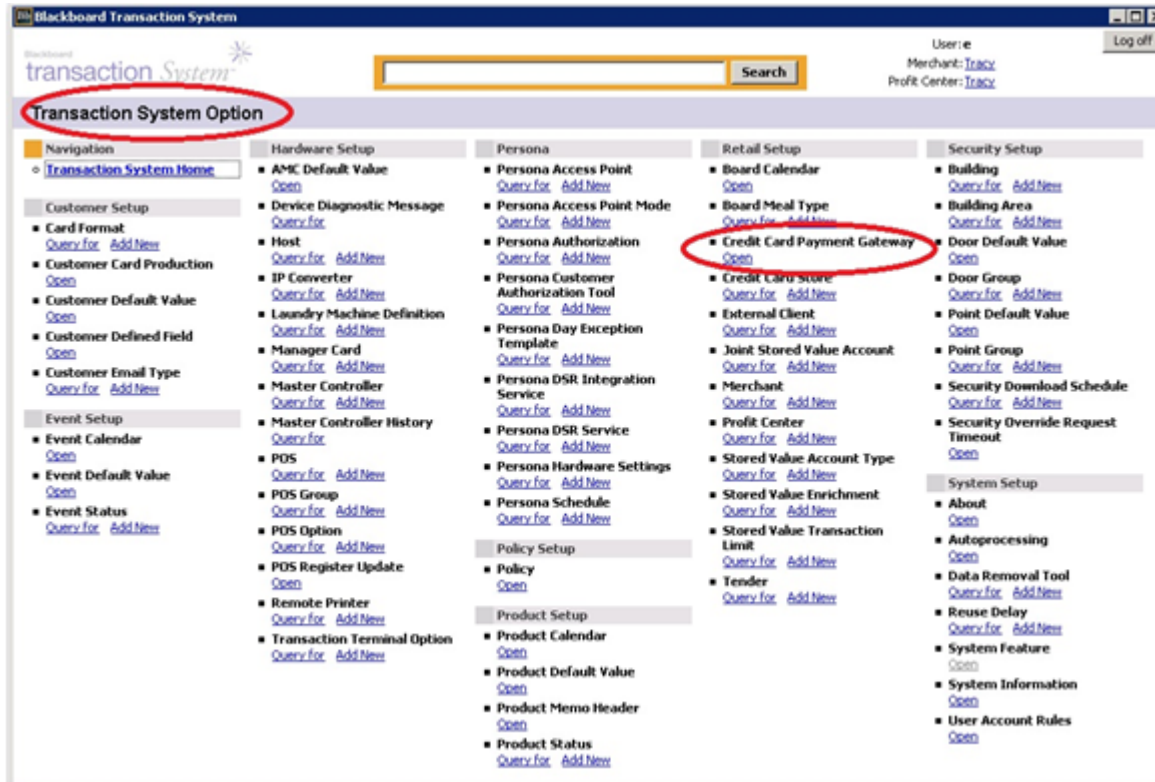 Blackboard Transaction System
Blackboard
transaction System
Search
User: e
Merchant: Tracy
Profit Center: Tracy
Log off
Transaction System Option
Navigation
Transaction System Home
Customer Setup
Card Format
Query for Add New
Customer Card Production
Open
Customer Default Value
Open
Customer Defined Field
Open
Customer Email Type
Query for Add New
Event Setup
Event Calendar
Open
Event Default Value
Open
Event Status
Query for Add New
Hardware Setup
AMC Default Value
Open
Device Diagnostic Message
Query for
Host
Query for Add New
IP Converter
Query for Add New
Laundry Machine Definition
Query for Add New
Manager Card
Query for Add New
Master Controller
Query for Add New
Master Controller History
Query for
POS
Query for Add New
POS Group
Query for Add New
POS Option
Query for Add New
POS Register Update
Open
Remote Printer
Query for Add New
Transaction Terminal Option
Query for Add New
Persona
Persona Access Point
Query for Add New
Persona Access Point Mode
Query for Add New
Persona Authorization
Query for Add New
Persona Customer
Authorization Tool
Query for Add New
Persona Day Exception
Template
Query for Add New
Persona DSR Integration
Service
Query for Add New
Persona DSR Service
Query for Add New
Persona Hardware Settings
Query for Add New
Persona Schedule
Query for Add New
Policy Setup
Policy
Open
Product Setup
Product Calendar
Open
Product Default Value
Open
Product Memo Header
Open
Product Status
Query for Add New
Retail Setup
Board Calendar
Open
Board Meal Type
Query for Add New
Credit Card Payment Gateway
Open
Credit Card Store
Query for Add New
External Client
Query for Add New
Joint Stored Value Account
Query for Add New
Merchant
Query for Add New
Profit Center
Query for Add New
Stored Value Account Type
Query for Add New
Stored Value Enrichment
Query for Add New
Stored Value Transaction
Limit
Query for Add New
Tender
Query for Add New
Security Setup
Building
Query for Add New
Building Area
Query for Add New
Door Default Value
Open
Door Group
Query for Add New
Point Default Value
Open
Point Group
Query for Add New
Security Download Schedule
Query for Add New
Security Override Request
Timeout
Open
System Setup
About
Open
Autoprocessing
Open
Data Removal Tool
Query for Add New
Reuse Delay
Query for Add New
System Feature
Open
System Information
Open
User Account Rules
Open